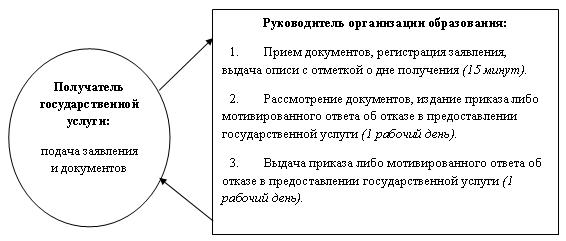 Получатель
государственной
услуги:
подача заявления
и документов
Руководитель организации образования:
1. Прием документов, регистрация заявления,
выдача описи с отметкой о дне получения (15 минут).
2. Рассмотрение документов, издание приказа либо
мотивированного ответа об отказе в предоставлении
государственной услуги (1 рабочий день).
3. Выдача приказа либо мотивированного ответа об
отказе в предоставлении государственной услуги (1
рабочий день).